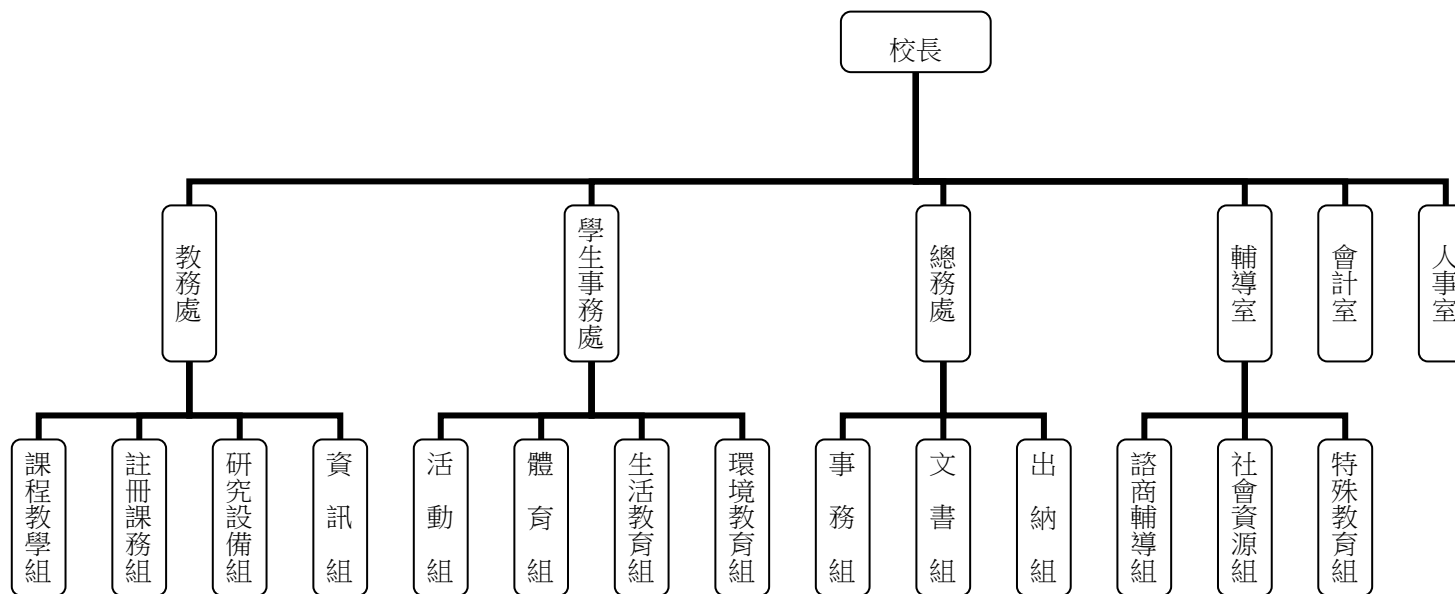 校長
教務處
學生事務處
總務處
輔導室
會計室
人事室
課程教學組
註冊課務組
研究設備組
資訊組
活動組
體育組
生活教育組
環境教育組
事務組
文書組
出納組
諮商輔導組
社會資源組
特殊教育組